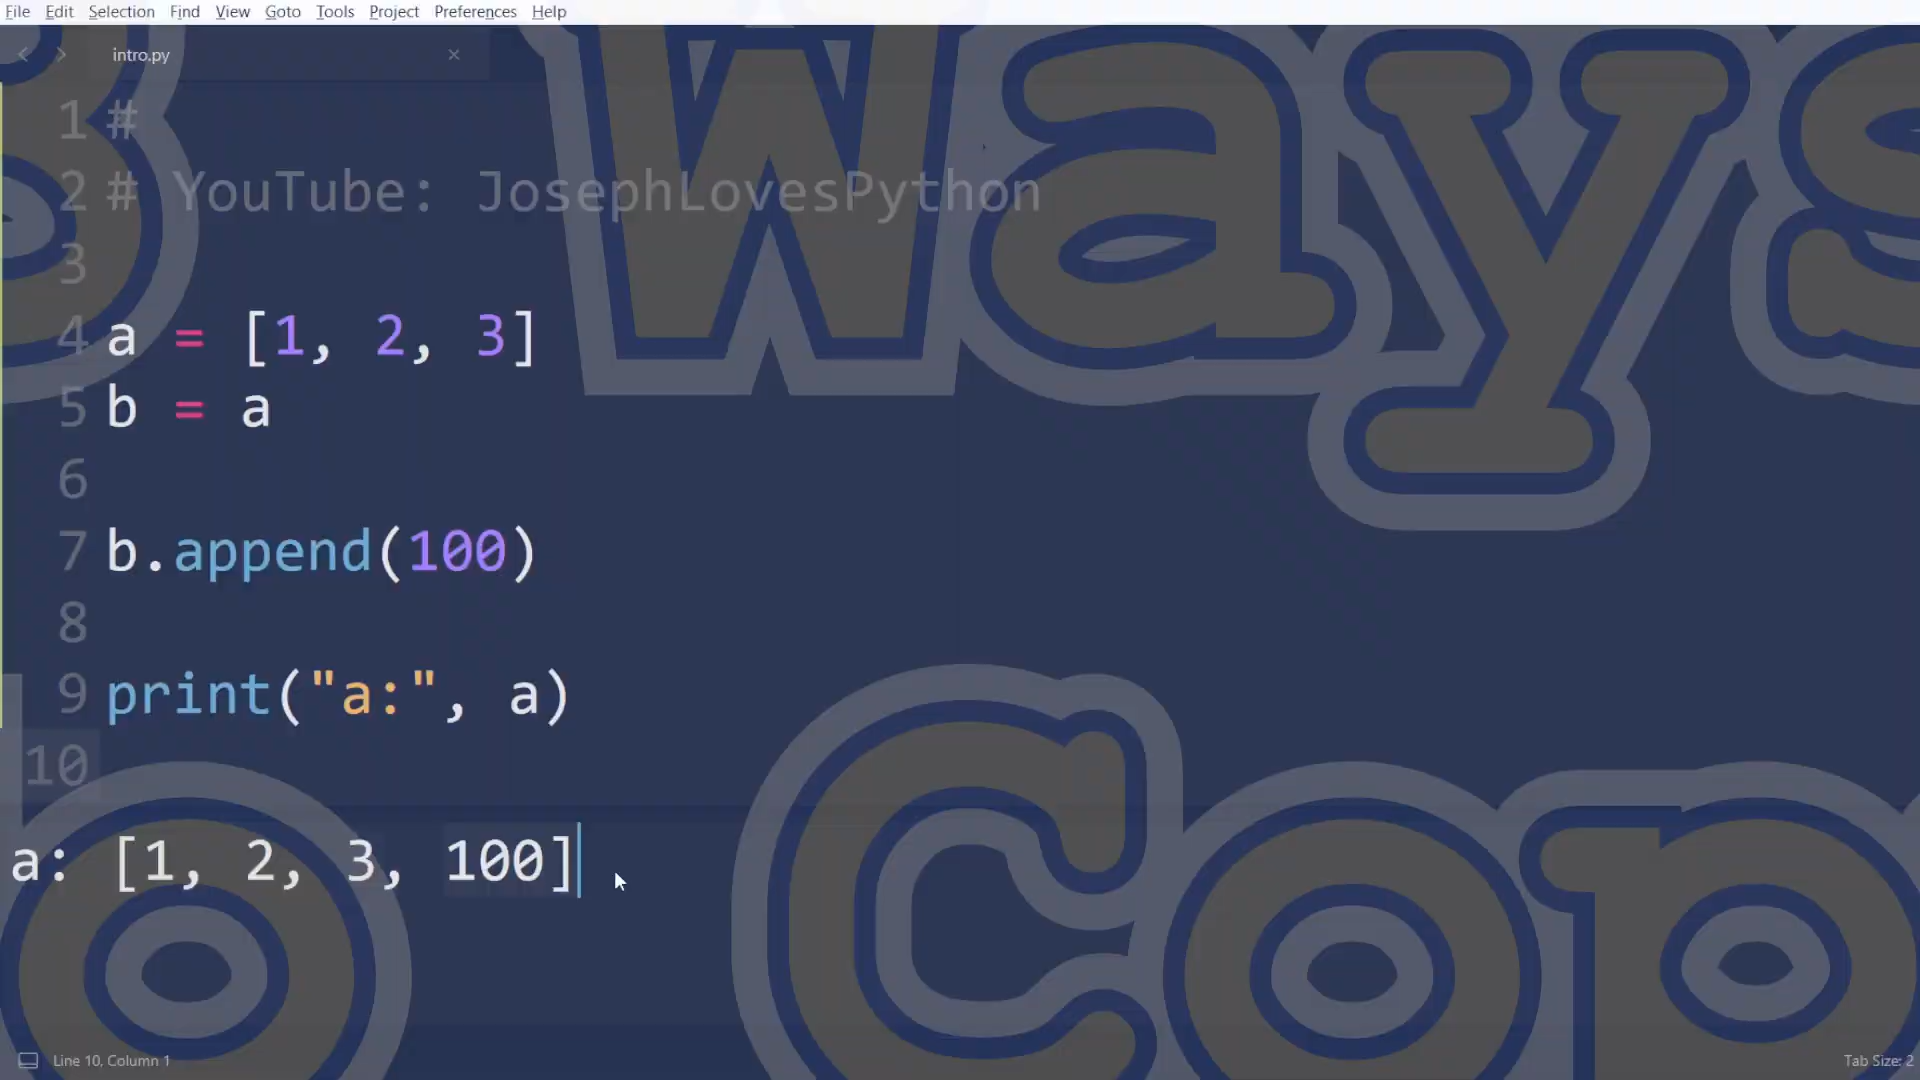 File Edit Selection Find View Goto Tools Project Preferences Help
intro.py
Ways
1 #
2 # YouTube: JosephLovesPython
3
4 a = [1, 2, 3]
5 b = a
6
7 b.append(100)
8
9 print("a:", a)
10
a: [1, 2, 3, 100]
o Cop
Line 10, Column 1 Tab Size: 2